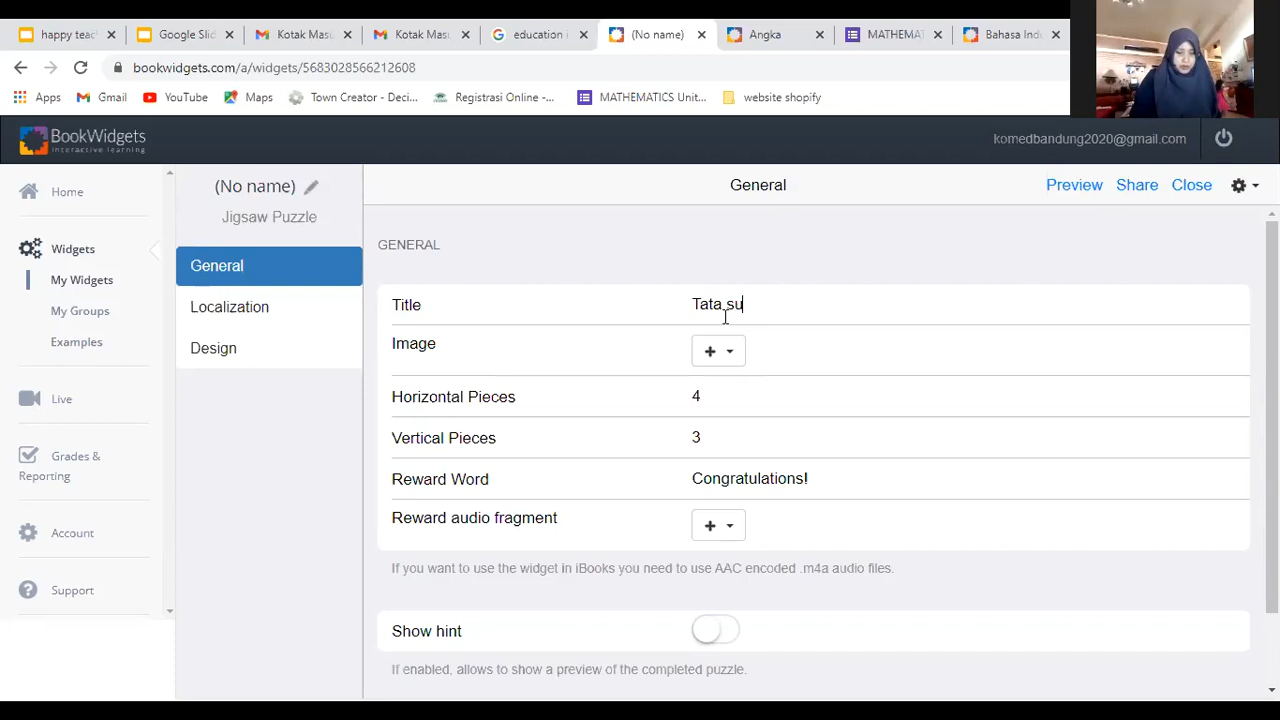 happy teac
Google Slid
Kotak Masu
Kotak Masu
education i
(No name)
Angka
MATHEMA
Bahasa Indo
bookwidgets.com/a/widgets/5683028566212608
Apps
Gmail
YouTube
Maps
Town Creator - Deci...
Registrasi Online -...
MATHEMATICS Unit...
website shopify
BookWidgets
interactive learning
komedbandung2020@gmail.com
Home
Widgets
My Widgets
My Groups
Examples
Live
Grades &
Reporting
Account
Support
(No name)
Jigsaw Puzzle
General
Localization
Design
General
Preview Share Close
GENERAL
Title Tata su
Image
Horizontal Pieces 4
Vertical Pieces 3
Reward Word Congratulations!
Reward audio fragment
If you want to use the widget in iBooks you need to use AAC encoded .m4a audio files.
Show hint
If enabled, allows to show a preview of the completed puzzle.